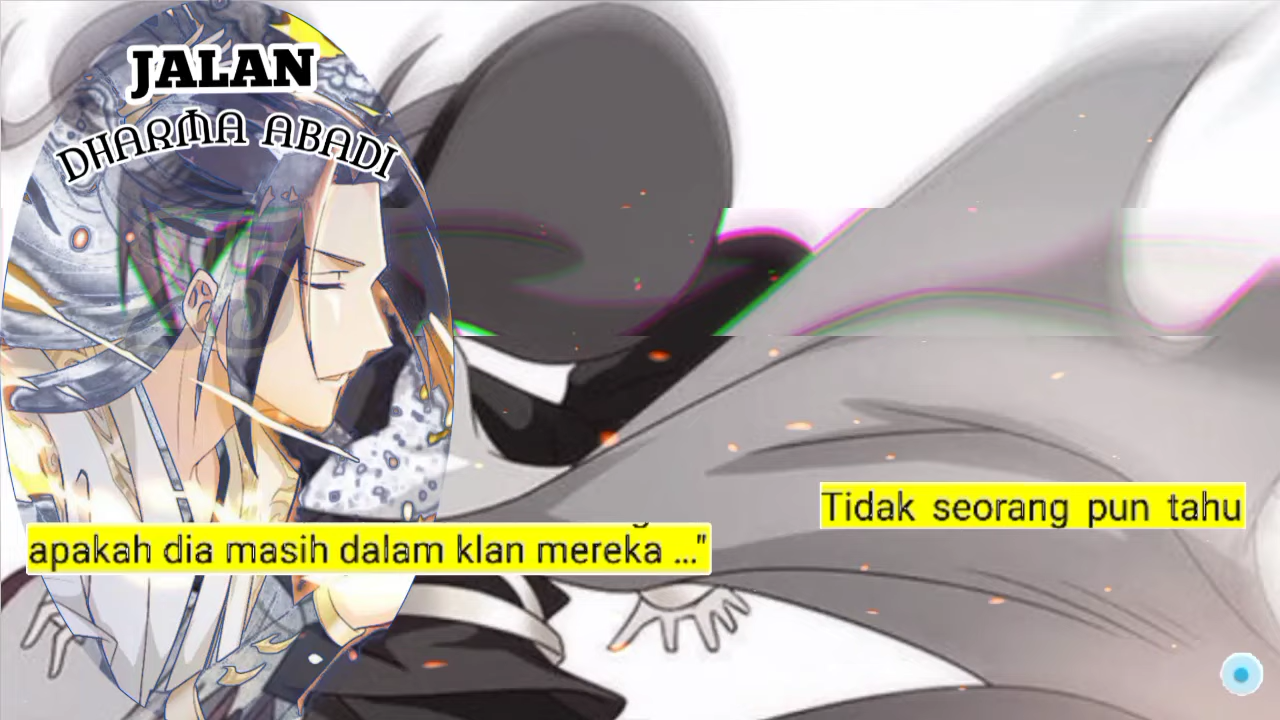 JALAN
DHARMA ABADI
Tidak seorang pun tahu
apakah dia masih dalam klan mereka ..."